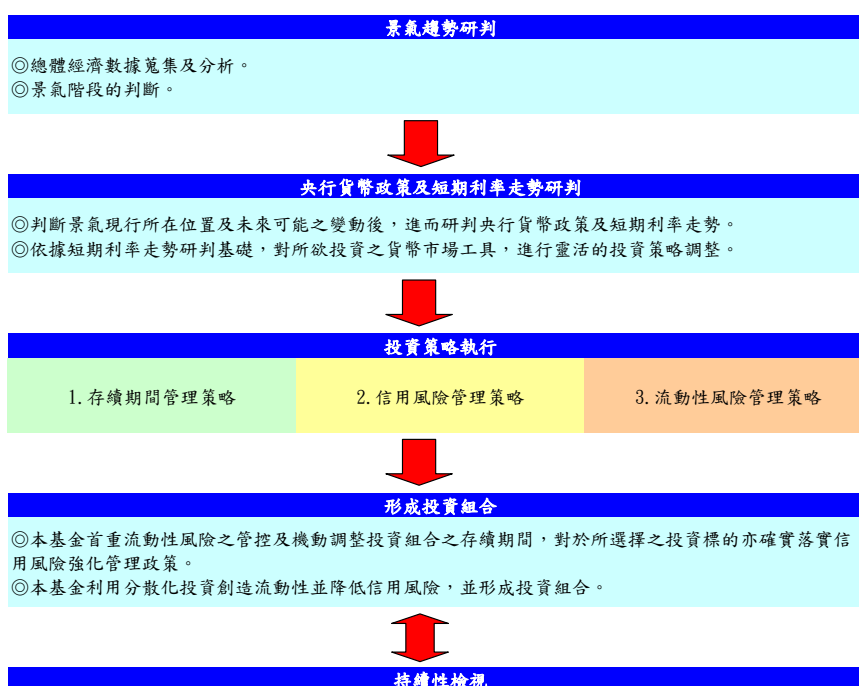 景氣趨勢研判
◎總體經濟數據蒐集及分析。
◎景氣階段的判斷。
央行貨幣政策及短期利率走勢研判
◎判斷景氣現行所在位置及未來可能之變動後，進而研判央行貨幣政策及短期利率走勢。
◎依據短期利率走勢研判基礎，對所欲投資之貨幣市場工具，進行靈活的投資策略調整。
投資策略執行
1.存續期間管理策略
2.信用風險管理策略
3.流動性風險管理策略
形成投資組合
◎本基金首重流動性風險之管控及機動調整投資組合之存續期間，對於所選擇之投資標的亦確實落實信
用風險強化管理政策。
◎本基金利用分散化投資創造流動性並降低信用風險，並形成投資組合。
持續性檢視